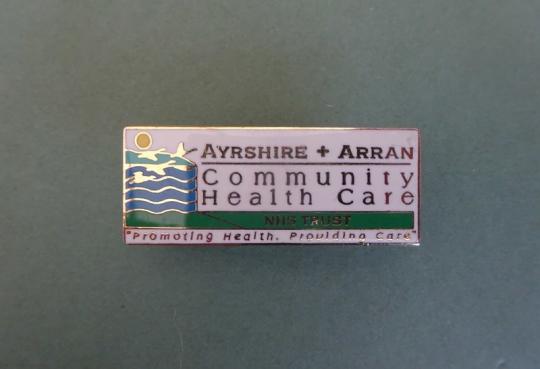 AYRSHIRE + ARRAN
Community
Health Care
NHS TRUST
"Promoting Health, Providing Care"